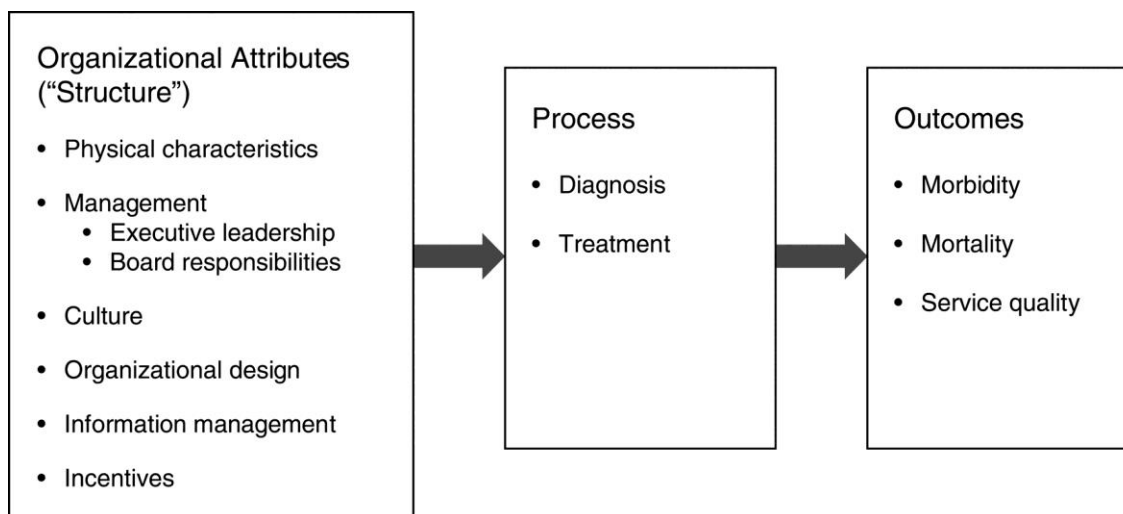 Organizational Attributes
(“Structure”)
• Physical characteristics
• Management
• Executive leadership
• Board responsibilities
• Culture
• Organizational design
• Information management
• Incentives
Process
• Diagnosis
• Treatment
Outcomes
• Morbidity
• Mortality
• Service quality